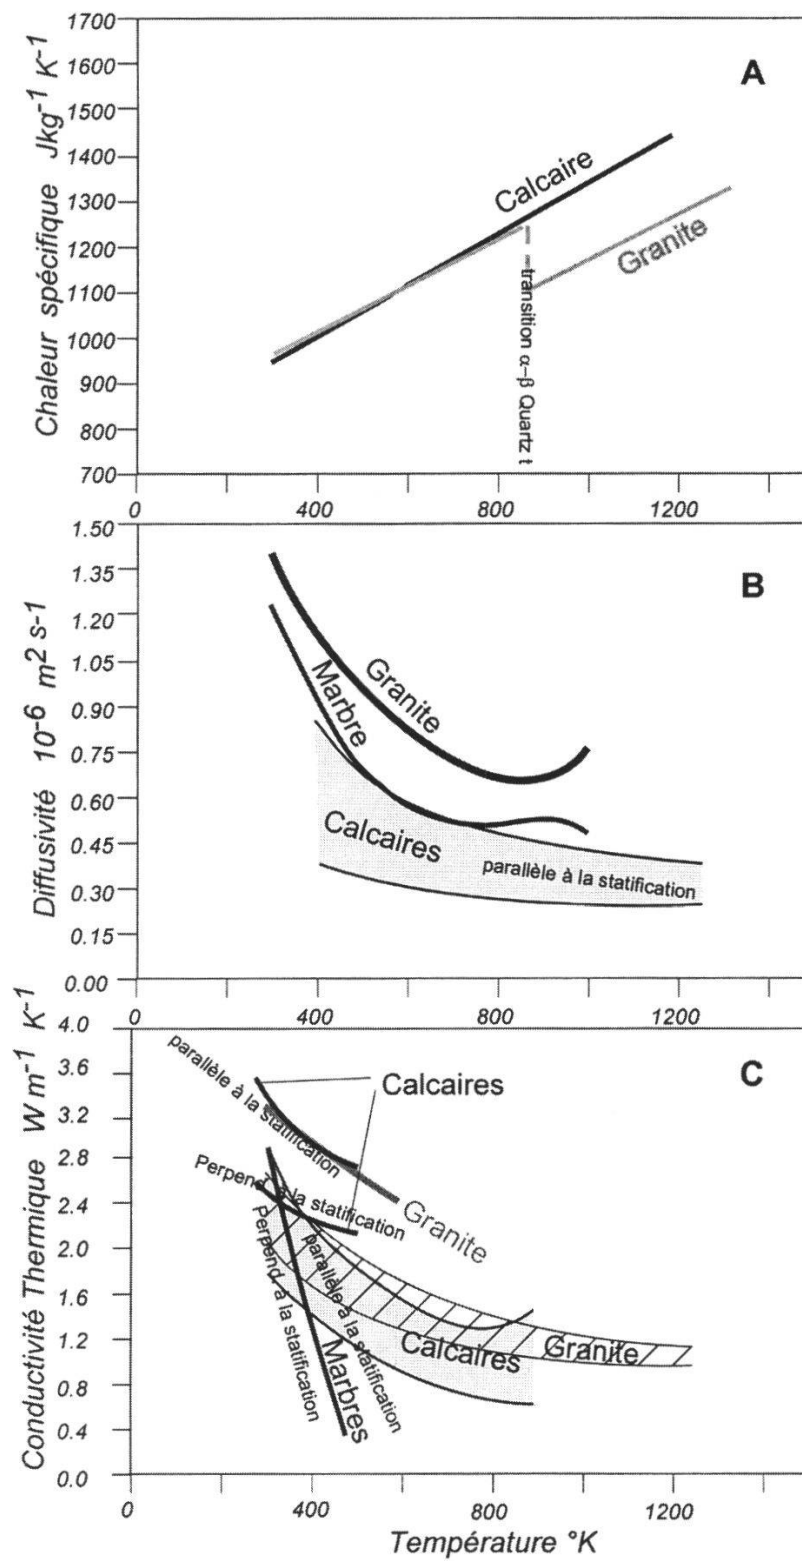 Chaleur spécifique Jkg-1 K-1
1700
1600
1500
1400
1300
1200
1100
1000
900
800
700
A
Calcaire
Granite
transition α–β Quartz t
0
400
800
1200
Diffusivité 10-6 m2 s-1
1.50
1.35
1.20
1.05
0.90
0.75
0.60
0.45
0.30
0.15
0.00
B
Granite
Marbre
Calcaires
parallèle à la statification
0
400
800
1200
Conductivité Thermique W m-1 K-1
4.0
3.6
3.2
2.8
2.4
2.0
1.6
1.2
0.8
0.4
0.0
C
parallèle à la statification
Calcaires
Perpend. à la statification
Granite
Perpend. à la statification
parallèle à la statification
Marbres
Calcaires
Granite
0
400
800
1200
Température °K